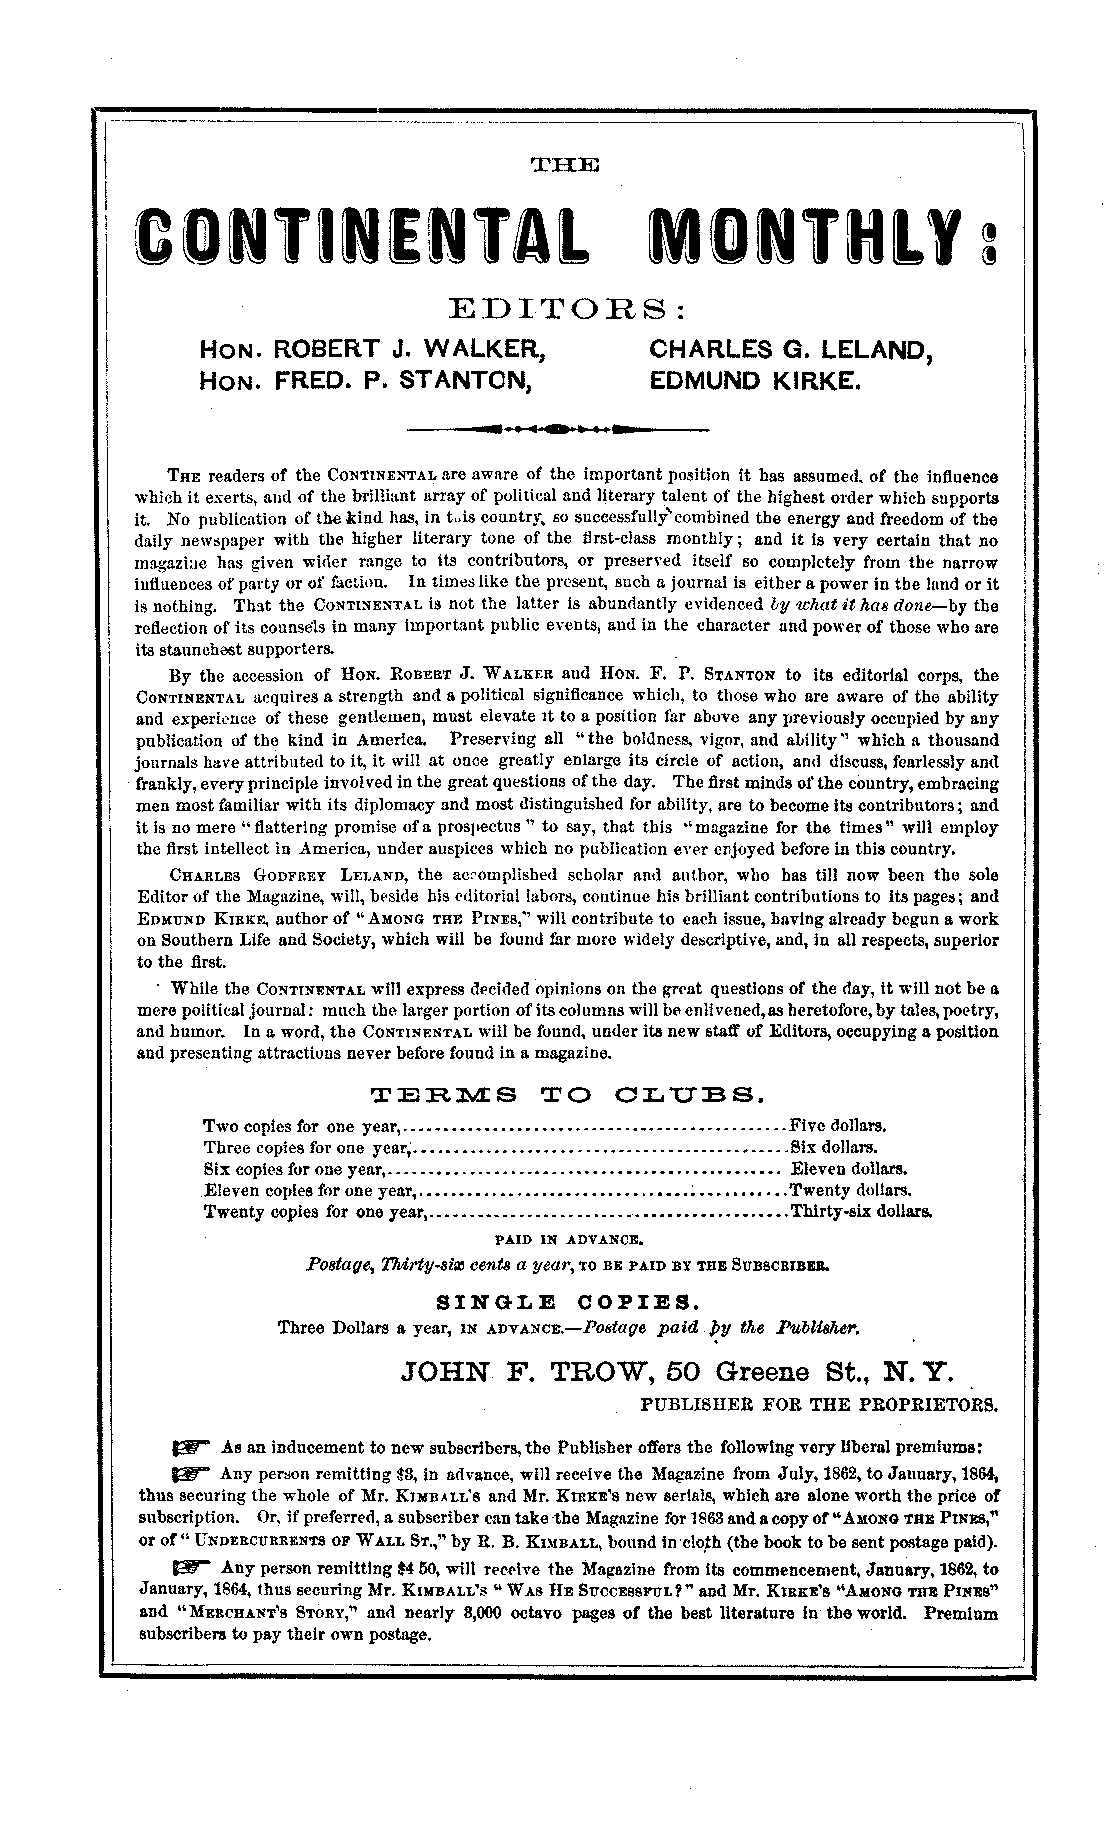 THE
CONTINENTAL MONTHLY:
EDITORS:
HON. ROBERT J. WALKER, CHARLES G. LELAND,
HON. FRED. P. STANTON, EDMUND KIRKE.
THE readers of the CONTINENTAL are aware of the important position it has assumed, of the influence
which it exerts, and of the brilliant array of political and literary talent of the highest order which supports
it. No publication of the kind has, in this country, so successfully combined the energy and freedom of the
daily newspaper with the higher literary tone of the first-class monthly; and it is very certain that no
magazine has given wider range to its contributors, or preserved itself so completely from the narrow
influences of party or of faction. In times like the present, such a journal is either a power in the land or it
is nothing. That the CONTINENTAL is not the latter is abundantly evidenced by what it has done—by the
reflection of its counsels in many important public events, and in the character and power of those who are
its staunchest supporters.
By the accession of HON. ROBERT J. WALKER and HON. F. P. STANTON to its editorial corps, the
CONTINENTAL acquires a strength and a political significance which, to those who are aware of the ability
and experience of these gentlemen, must elevate it to a position far above any previously occupied by any
publication of the kind in America. Preserving all "the boldness, vigor, and ability" which a thousand
journals have attributed to it, it will at once greatly enlarge its circle of action, and discuss, fearlessly and
frankly, every principle involved in the great questions of the day. The first minds of the country, embracing
men most familiar with its diplomacy and most distinguished for ability, are to become its contributors; and
it is no mere "flattering promise of a prospectus" to say, that this "magazine for the times" will employ
the first intellect in America, under auspices which no publication ever enjoyed before in this country.
CHARLES GODFREY LELAND, the accomplished scholar and author, who has till now been the sole
Editor of the Magazine, will, beside his editorial labors, continue his brilliant contributions to its pages; and
EDMUND KIRKE, author of "AMONG THE PINES," will contribute to each issue, having already begun a work
on Southern Life and Society, which will be found far more widely descriptive, and, in all respects, superior
to the first.
While the CONTINENTAL will express decided opinions on the great questions of the day, it will not be a
mere political journal: much the larger portion of its columns will be enlivened, as heretofore, by tales, poetry,
and humor. In a word, the CONTINENTAL will be found, under its new staff of Editors, occupying a position
and presenting attractions never before found in a magazine.
TERMS TO CLUBS.
Two copies for one year,..............................................Five dollars.
Three copies for one year,..............................................Six dollars.
Six copies for one year,.............................................. Eleven dollars.
Eleven copies for one year,..............................................Twenty dollars.
Twenty copies for one year,..............................................Thirty-six dollars.
PAID IN ADVANCE.
Postage, Thirty-six cents a year, TO BE PAID BY THE SUBSCRIBER.
SINGLE COPIES.
Three Dollars a year, IN ADVANCE.—Postage paid by the Publisher.
JOHN F. TROW, 50 Greene St., N. Y.
PUBLISHER FOR THE PROPRIETORS.
☞ As an inducement to new subscribers, the Publisher offers the following very liberal premiums:
☞ Any person remitting $3, in advance, will receive the Magazine from July, 1862, to January, 1864,
thus securing the whole of Mr. KIMBALL'S and Mr. KIRKE'S new serials, which are alone worth the price of
subscription. Or, if preferred, a subscriber can take the Magazine for 1863 and a copy of "AMONG THE PINES,"
or of "UNDERCURRENTS OF WALL ST.," by R. B. KIMBALL, bound in cloth (the book to be sent postage paid).
☞ Any person remitting $4 50, will receive the Magazine from its commencement, January, 1862, to
January, 1864, thus securing Mr. KIMBALL'S "WAS HE SUCCESSFUL?" and Mr. KIRKE'S "AMONG THE PINES"
and "MERCHANT'S STORY," and nearly 3,000 octavo pages of the best literature in the world. Premium
subscribers to pay their own postage.